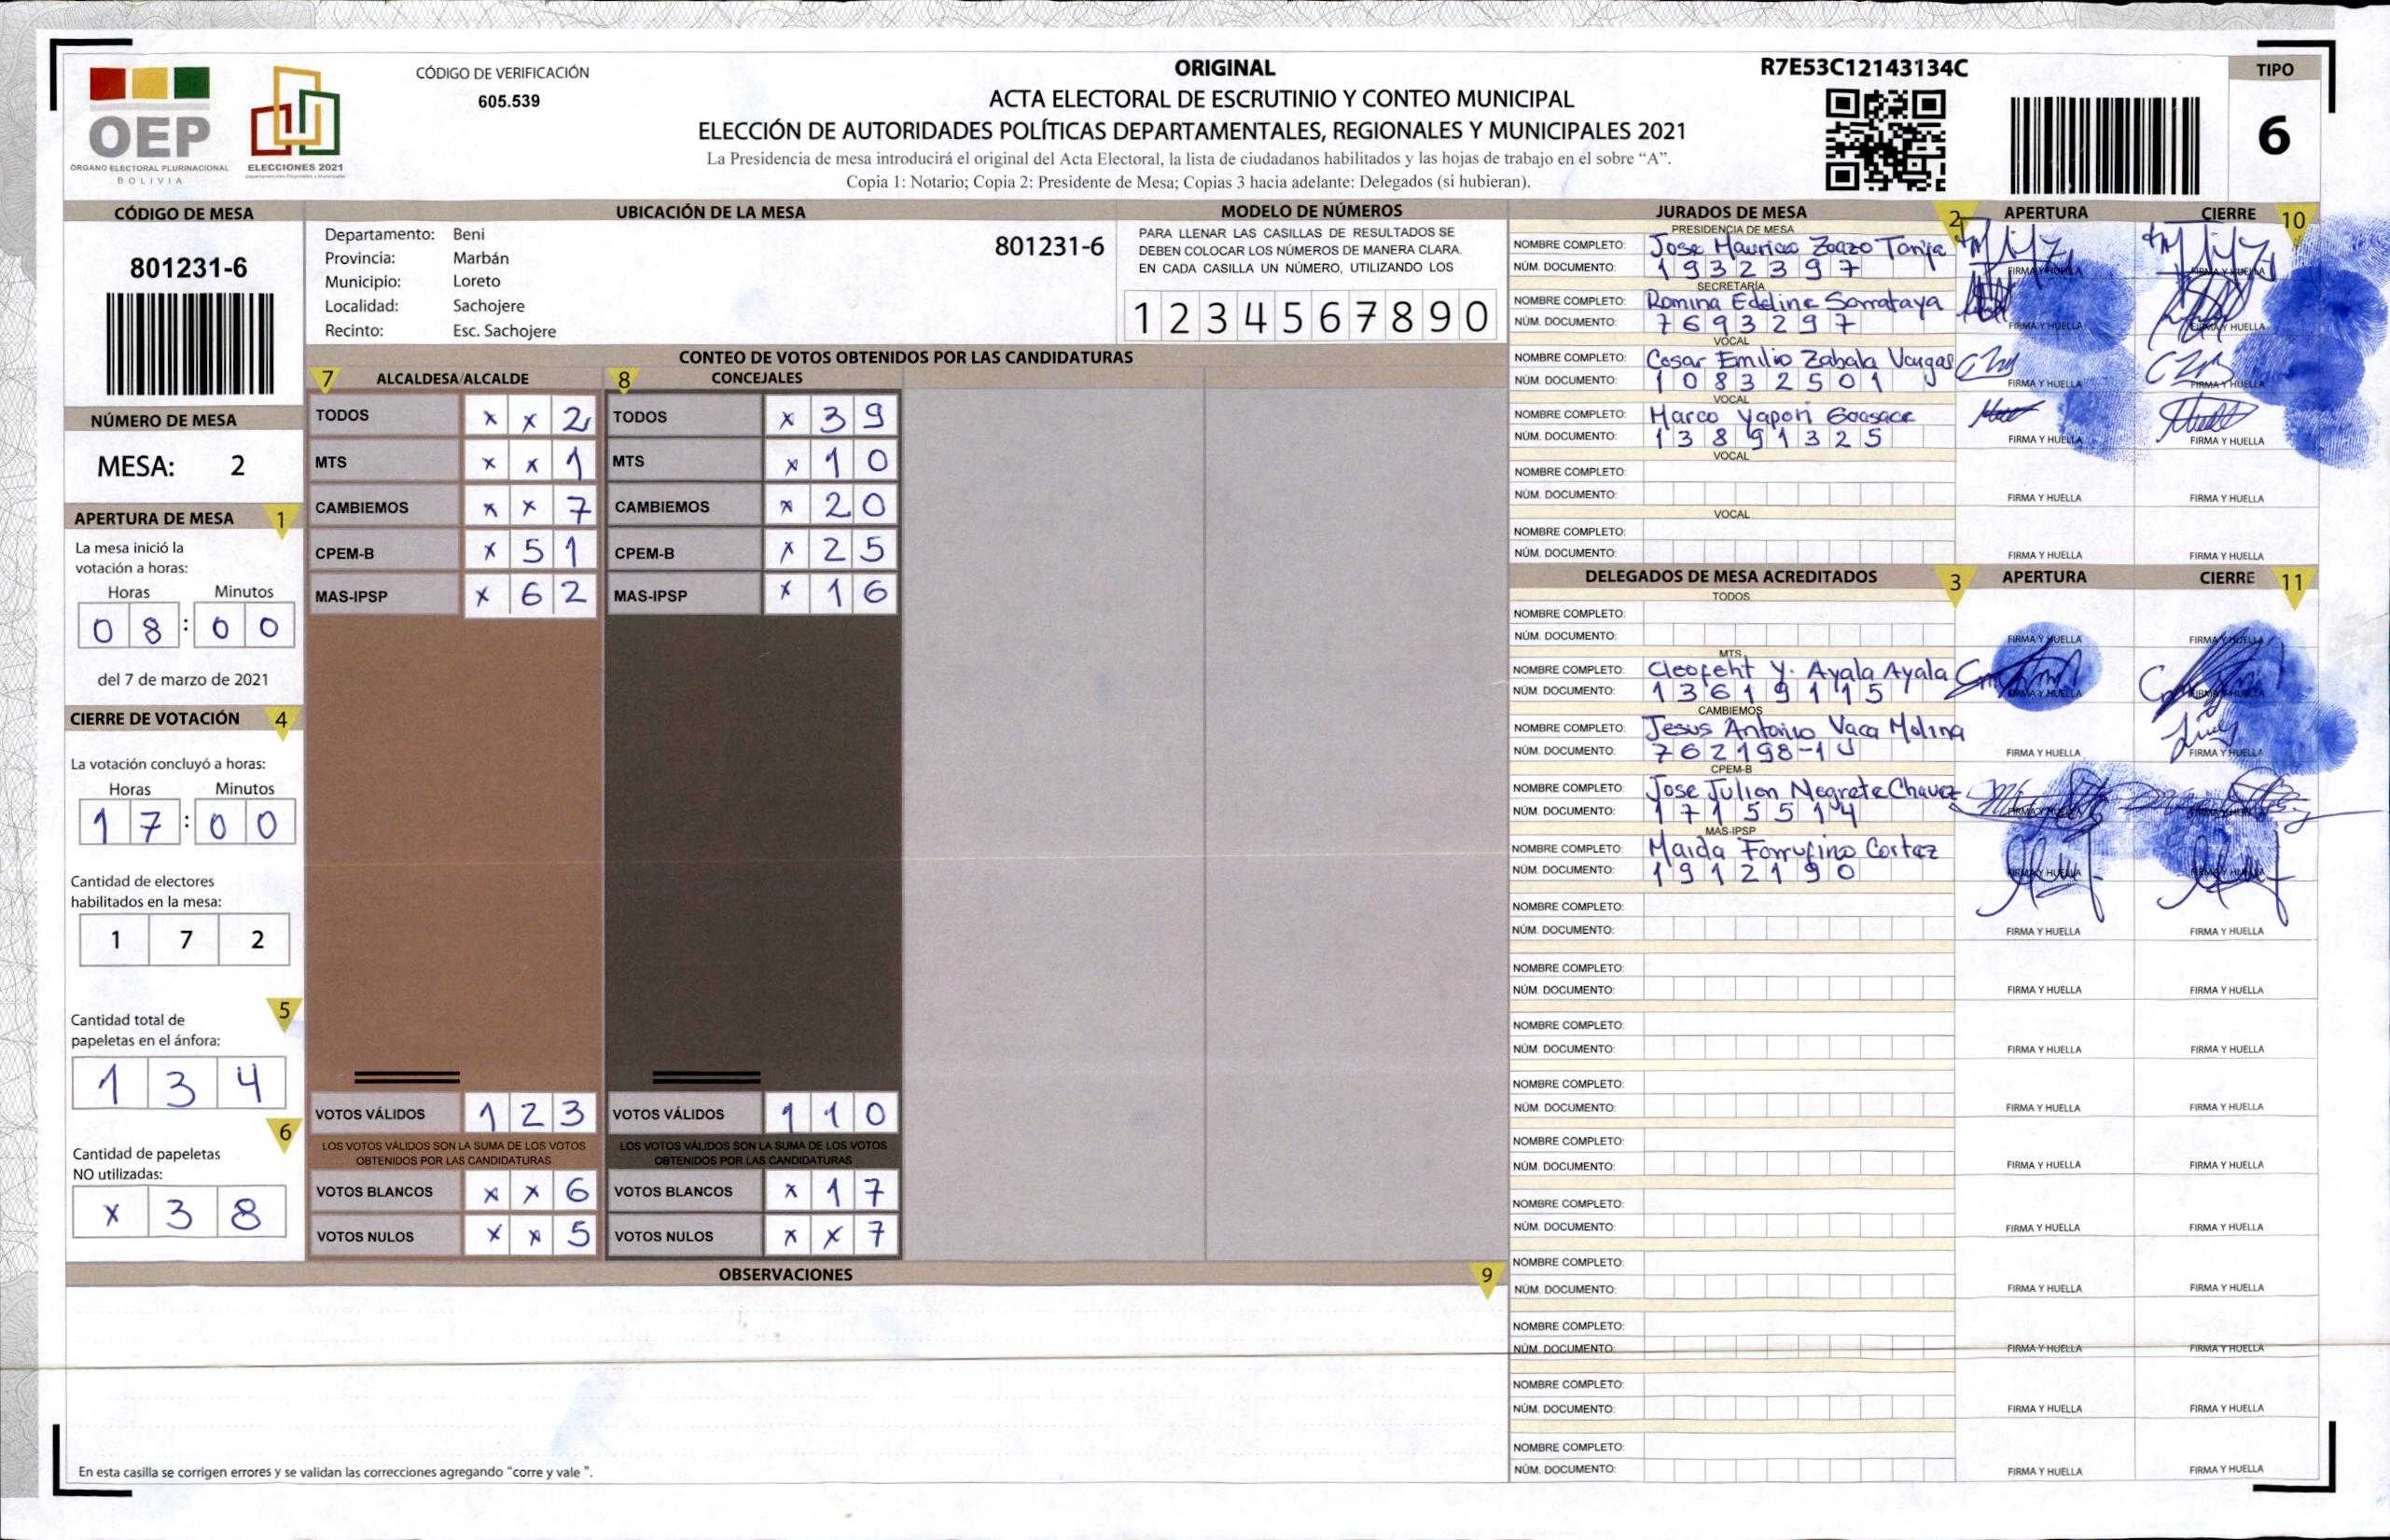 OEP
ÓRGANO ELECTORAL PLURINACIONAL
BOLIVIA
ELECCIONES 2021
CÓDIGO DE VERIFICACIÓN
605.539
ORIGINAL
ACTA ELECTORAL DE ESCRUTINIO Y CONTEO MUNICIPAL
ELECCIÓN DE AUTORIDADES POLÍTICAS DEPARTAMENTALES, REGIONALES Y MUNICIPALES 2021
La Presidencia de mesa introducirá el original del Acta Electoral, la lista de ciudadanos habilitados y las hojas de trabajo en el sobre “A”.
Copia 1: Notario; Copia 2: Presidente de Mesa; Copias 3 hacia adelante: Delegados (si hubieran).
R7E53C12143134C
TIPO
6
CÓDIGO DE MESA
801231-6
NÚMERO DE MESA
MESA: 2
APERTURA DE MESA 1
La mesa inició la
votación a horas:
Horas Minutos
0 8 : 0 0
del 7 de marzo de 2021
CIERRE DE VOTACIÓN 4
La votación concluyó a horas:
Horas Minutos
1 7 : 0 0
Cantidad de electores
habilitados en la mesa:
1 7 2
5
Cantidad total de
papeletas en el ánfora:
1 3 4
6
Cantidad de papeletas
NO utilizadas:
x 3 8
UBICACIÓN DE LA MESA
Departamento: Beni
Provincia: Marbán
Municipio: Loreto
Localidad: Sachojere
Recinto: Esc. Sachojere
801231-6
MODELO DE NÚMEROS
PARA LLENAR LAS CASILLAS DE RESULTADOS SE
DEBEN COLOCAR LOS NÚMEROS DE MANERA CLARA.
EN CADA CASILLA UN NÚMERO, UTILIZANDO LOS
1 2 3 4 5 6 7 8 9 0
CONTEO DE VOTOS OBTENIDOS POR LAS CANDIDATURAS
7 ALCALDESA/ALCALDE
TODOS x x 2
MTS x x 1
CAMBIEMOS x x 7
CPEM-B x 5 1
MAS-IPSP x 6 2
VOTOS VÁLIDOS 1 2 3
LOS VOTOS VÁLIDOS SON LA SUMA DE LOS VOTOS
OBTENIDOS POR LAS CANDIDATURAS
VOTOS BLANCOS x x 6
VOTOS NULOS x x 5
8 CONCEJALES
TODOS x 3 9
MTS x 1 0
CAMBIEMOS x 2 0
CPEM-B x 2 5
MAS-IPSP x 1 6
VOTOS VÁLIDOS 1 1 0
LOS VOTOS VÁLIDOS SON LA SUMA DE LOS VOTOS
OBTENIDOS POR LAS CANDIDATURAS
VOTOS BLANCOS x 1 7
VOTOS NULOS x x 7
OBSERVACIONES 9
En esta casilla se corrigen errores y se validan las correcciones agregando “corre y vale ”.
JURADOS DE MESA 2 APERTURA CIERRE 10
PRESIDENCIA DE MESA
NOMBRE COMPLETO: Jose Mauricio
NÚM. DOCUMENTO: 1 9 3 2 3 9 7 FIRMA Y HUELLA FIRMA Y HUELLA
SECRETARÍA
NOMBRE COMPLETO: Romina
NÚM. DOCUMENTO: 7 6 9 3 2 9 7 FIRMA Y HUELLA FIRMA Y HUELLA
VOCAL
NOMBRE COMPLETO: Cesar Emilio Zabala Vargas
NÚM. DOCUMENTO: 1 0 8 3 2 5 0 1 FIRMA Y HUELLA FIRMA Y HUELLA
VOCAL
NOMBRE COMPLETO: Marco Yapori
NÚM. DOCUMENTO: 1 3 8 9 1 3 2 5 FIRMA Y HUELLA FIRMA Y HUELLA
VOCAL
NOMBRE COMPLETO:
NÚM. DOCUMENTO: FIRMA Y HUELLA FIRMA Y HUELLA
VOCAL
NOMBRE COMPLETO:
NÚM. DOCUMENTO: FIRMA Y HUELLA FIRMA Y HUELLA
DELEGADOS DE MESA ACREDITADOS 3 APERTURA CIERRE 11
TODOS
NOMBRE COMPLETO:
NÚM. DOCUMENTO: FIRMA Y HUELLA FIRMA Y HUELLA
MTS
NOMBRE COMPLETO: Cleofeht Y. Ayala Ayala
NÚM. DOCUMENTO: 1 3 6 1 9 1 1 5 FIRMA Y HUELLA FIRMA Y HUELLA
CAMBIEMOS
NOMBRE COMPLETO: Jesus Antonio Vaca Molina
NÚM. DOCUMENTO: 7 6 2 1 9 8 - 1 U FIRMA Y HUELLA FIRMA Y HUELLA
CPEM-B
NOMBRE COMPLETO: Jose Julian Negrete Chavez
NÚM. DOCUMENTO: 1 7 1 5 5 1 4 FIRMA Y HUELLA FIRMA Y HUELLA
MAS-IPSP
NOMBRE COMPLETO: Maida Forrufino Cortez
NÚM. DOCUMENTO: 1 9 1 2 1 9 0 FIRMA Y HUELLA FIRMA Y HUELLA
NOMBRE COMPLETO:
NÚM. DOCUMENTO: FIRMA Y HUELLA FIRMA Y HUELLA
NOMBRE COMPLETO:
NÚM. DOCUMENTO: FIRMA Y HUELLA FIRMA Y HUELLA
NOMBRE COMPLETO:
NÚM. DOCUMENTO: FIRMA Y HUELLA FIRMA Y HUELLA
NOMBRE COMPLETO:
NÚM. DOCUMENTO: FIRMA Y HUELLA FIRMA Y HUELLA
NOMBRE COMPLETO:
NÚM. DOCUMENTO: FIRMA Y HUELLA FIRMA Y HUELLA
NOMBRE COMPLETO:
NÚM. DOCUMENTO: FIRMA Y HUELLA FIRMA Y HUELLA
NOMBRE COMPLETO:
NÚM. DOCUMENTO: FIRMA Y HUELLA FIRMA Y HUELLA
NOMBRE COMPLETO:
NÚM. DOCUMENTO: FIRMA Y HUELLA FIRMA Y HUELLA
NOMBRE COMPLETO:
NÚM. DOCUMENTO: FIRMA Y HUELLA FIRMA Y HUELLA
NOMBRE COMPLETO:
NÚM. DOCUMENTO: FIRMA Y HUELLA FIRMA Y HUELLA